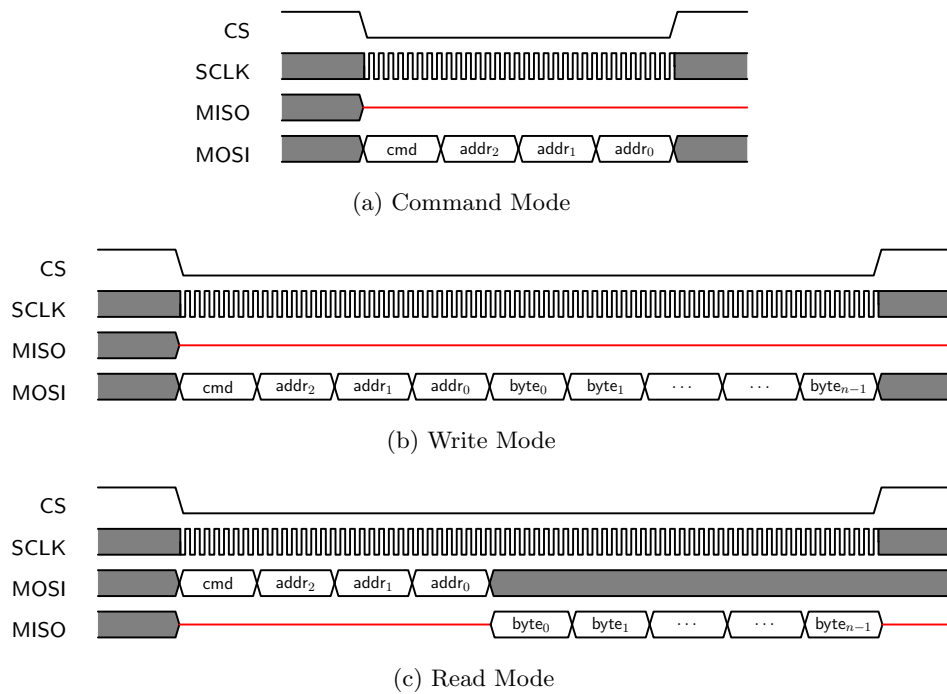 CS
SCLK
MISO
MOSI cmd addr₂ addr₁ addr₀
(a) Command Mode
CS
SCLK
MISO
MOSI cmd addr₂ addr₁ addr₀ byte₀ byte₁ ··· ··· byteₙ₋₁
(b) Write Mode
CS
SCLK
MOSI cmd addr₂ addr₁ addr₀
MISO byte₀ byte₁ ··· ··· byteₙ₋₁
(c) Read Mode